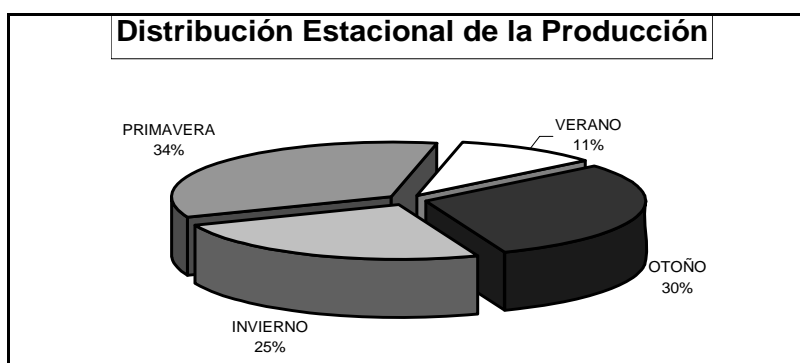 Distribución Estacional de la Producción
PRIMAVERA
34%
VERANO
11%
OTOÑO
30%
INVIERNO
25%